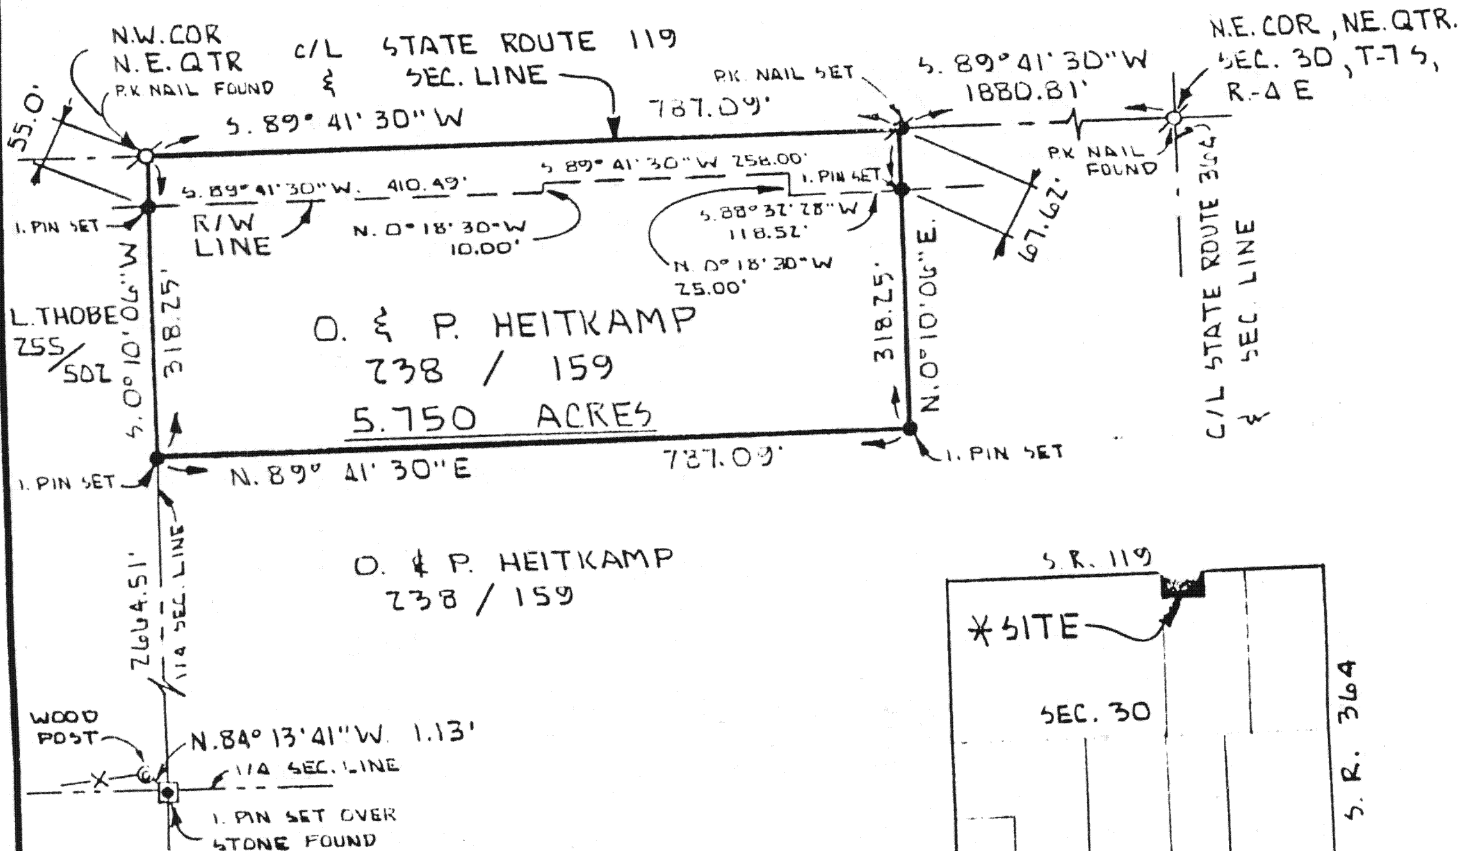 N.W. COR
N.E. QTR
P.K NAIL FOUND
C/L STATE ROUTE 119
&
SEC. LINE
P.K. NAIL SET
S. 89° 41' 30" W
1880.81'
N.E. COR, NE. QTR.
SEC. 30, T-7 S,
R.-4 E
55.0'
S. 89° 41' 30" W
787.09'
P.K NAIL
FOUND
S. 89° 41' 30" W. 410.49'
S 89° 41' 30" W 258.00'
I. PIN SET
I. PIN SET
R/W
LINE
N. 0° 18' 30" W
10.00'
S. 88° 32' 28" W
118.52'
N. 0° 18' 30" W
25.00'
67.62'
C/L STATE ROUTE 364
&
SEC. LINE
L. THOBE
255/502
S. 0° 10' 06" W
318.25'
O. & P. HEITKAMP
238 / 159
5.750 ACRES
318.25'
N. 0° 10' 06" E.
I. PIN SET
N. 89° 41' 30" E
787.09'
I. PIN SET
2664.51'
1/4 SEC. LINE
O. & P. HEITKAMP
238 / 159
S. R. 119
* SITE
SEC. 30
S. R. 364
WOOD
POST
N. 84° 13' 41" W. 1.13'
1/4 SEC. LINE
I. PIN SET OVER
STONE FOUND